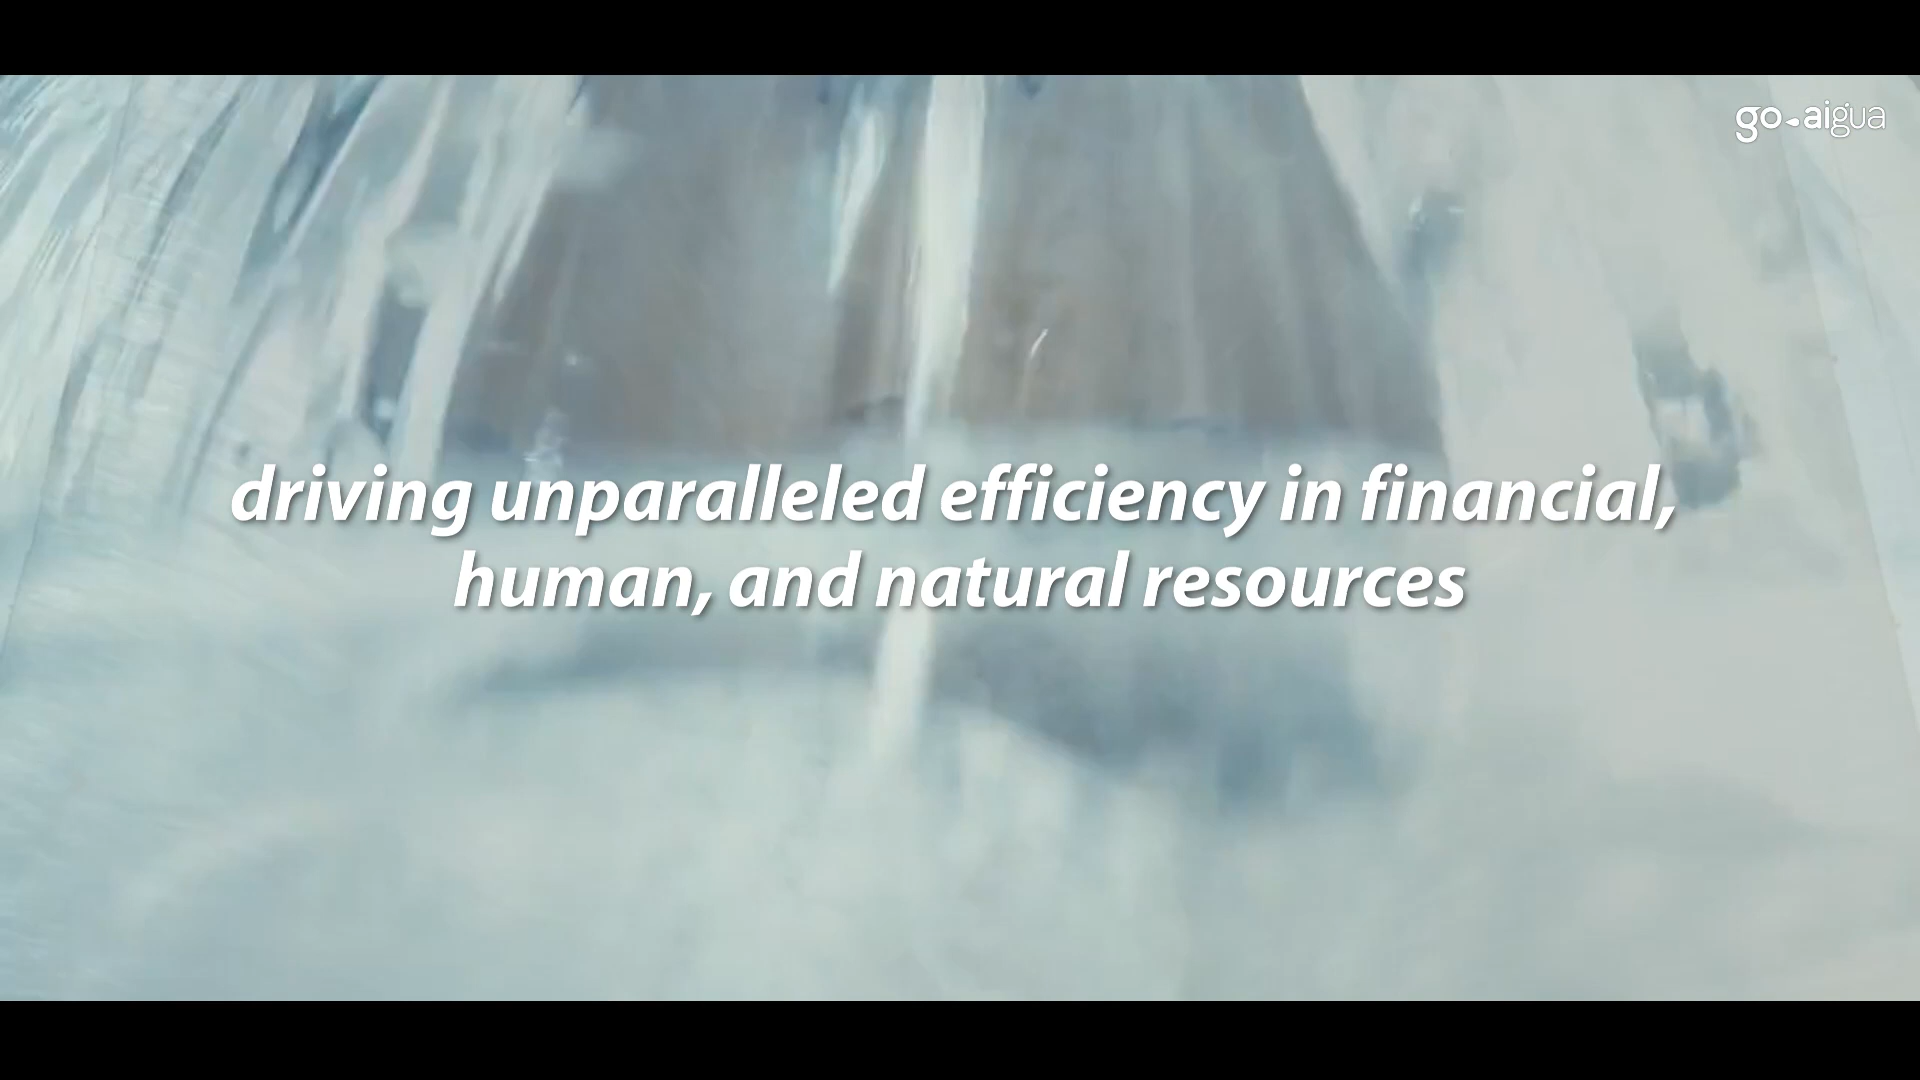 go aigua
driving unparalleled efficiency in financial,
human, and natural resources